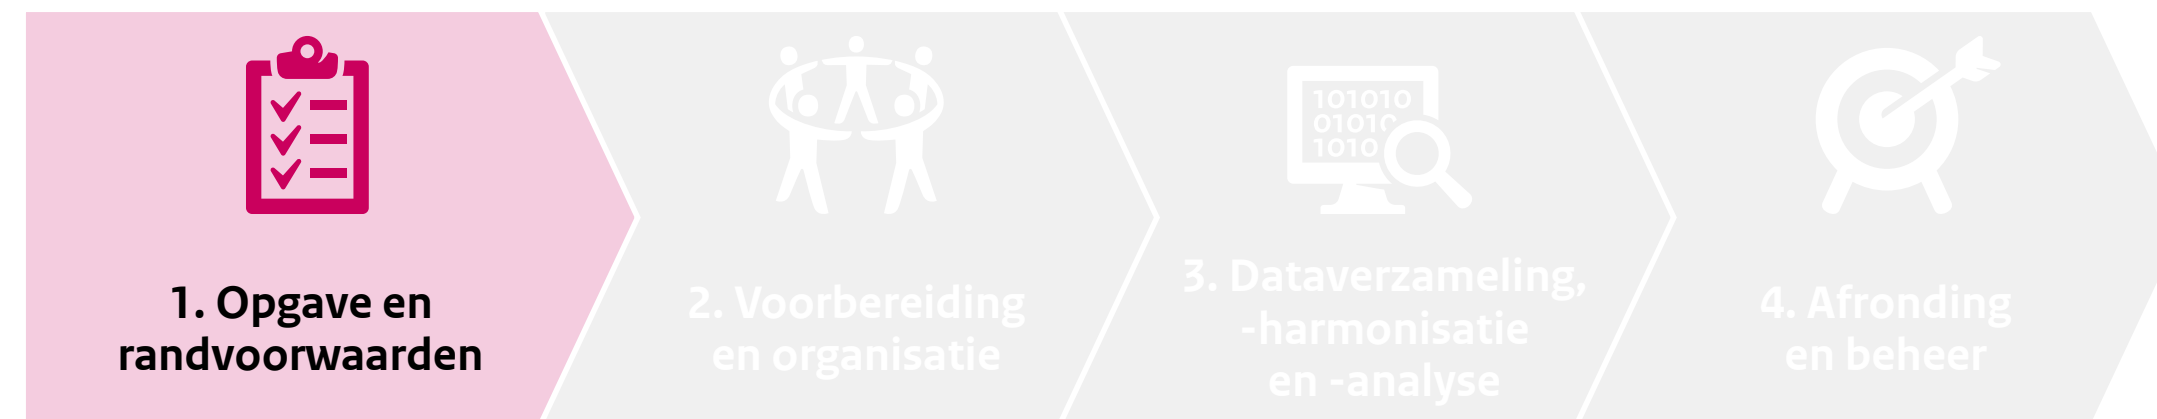 1. Opgave en
randvoorwaarden
2. Voorbereiding
en organisatie
101010
01010
1010
3. Dataverzameling,
-harmonisatie
en -analyse
4. Afronding
en beheer